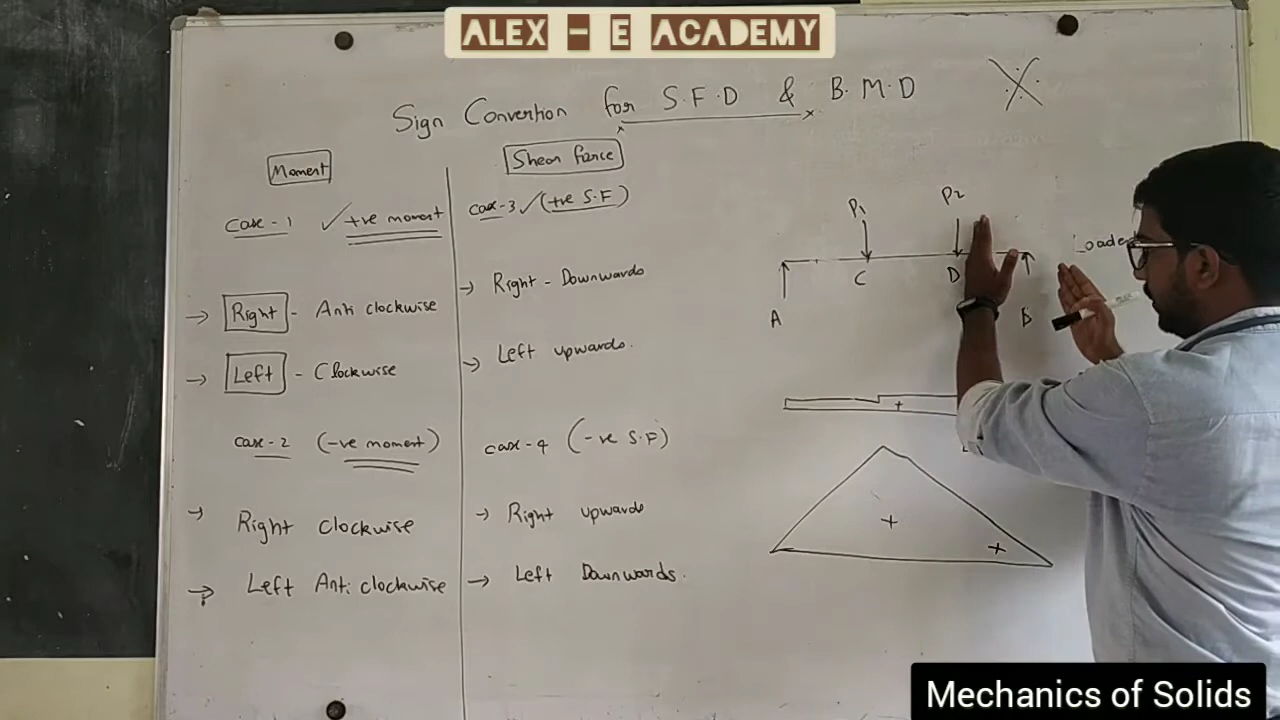 ALEX - E ACADEMY
Sign Convention for S.F.D & B.M.D
Moment
Case-1 ✓ +ve moment
→ Right - Anti clockwise
→ Left - Clockwise
case-2 (-ve moment)
→ Right clockwise
→ Left Anti clockwise
Shear force
case-3 ✓ (+ve S.F)
→ Right - Downwards
→ Left upwards.
case-4 (-ve S.F)
→ Right upwards
→ Left Downwards.
P1
P2
Loade
C
D
A
B
+
+
+
Mechanics of Solids